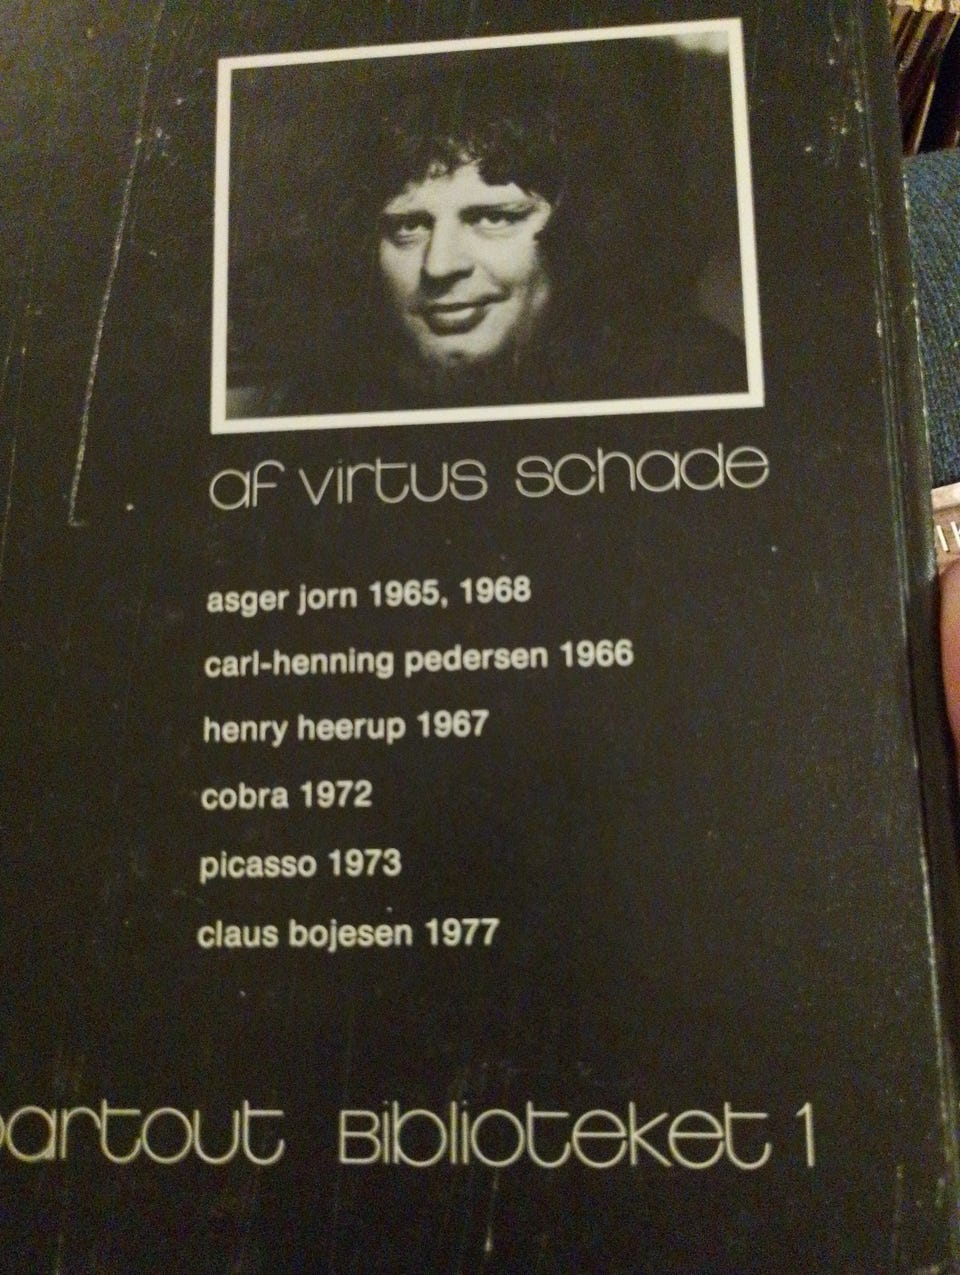 af virtus schade
asger jorn 1965, 1968
carl-henning pedersen 1966
henry heerup 1967
cobra 1972
picasso 1973
claus bojesen 1977
partout Biblioteket 1